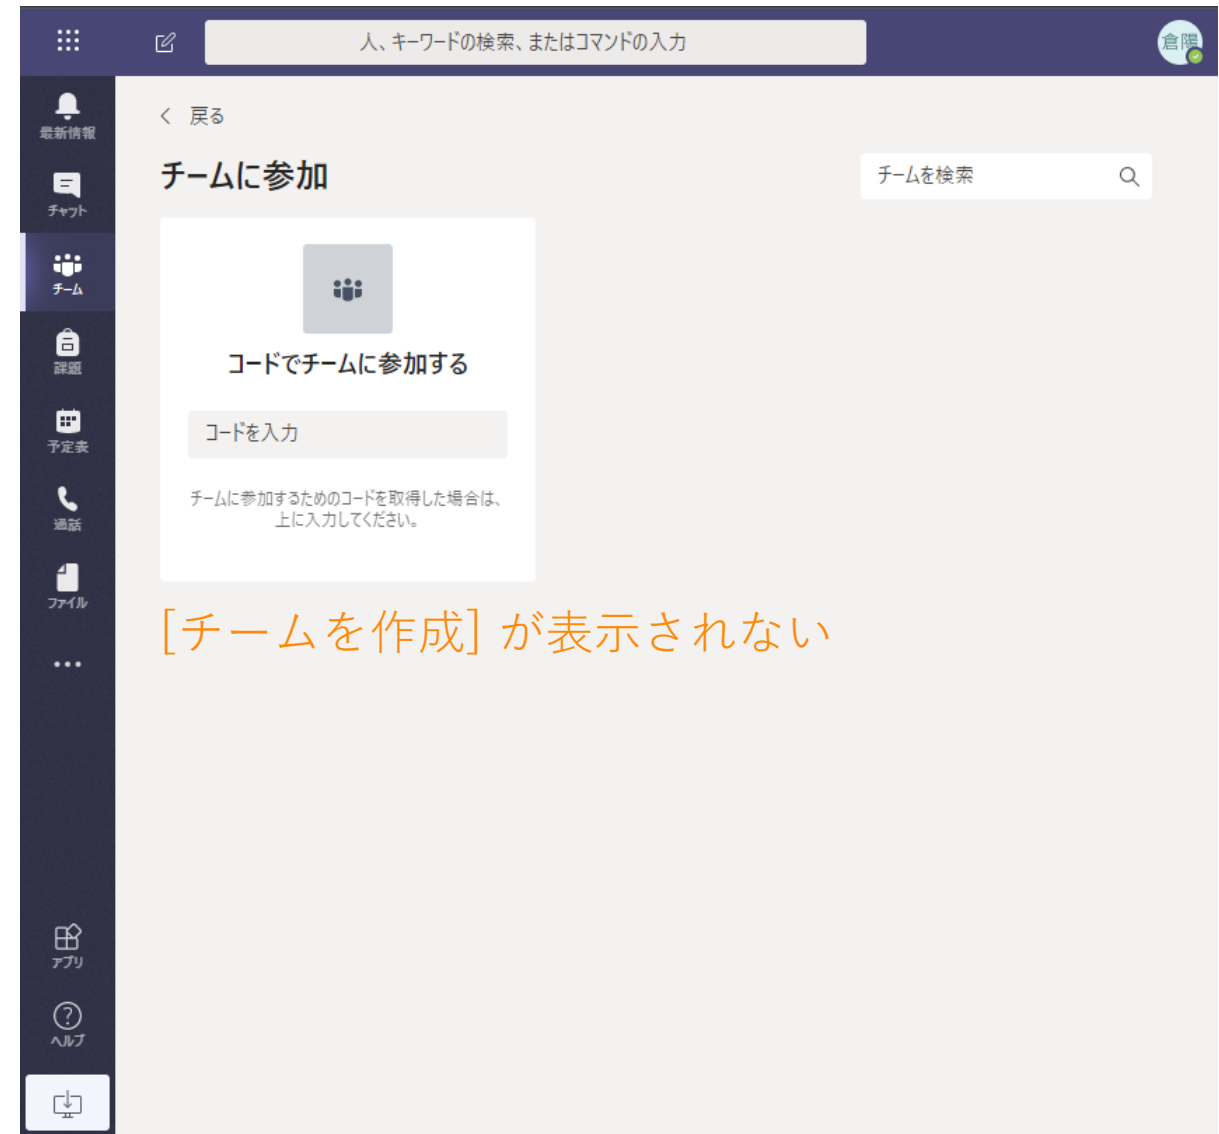 人、キーワードの検索、またはコマンドの入力
倉陽
最新情報
チャット
チーム
課題
予定表
通話
ファイル
アプリ
ヘルプ
戻る
チームに参加
チームを検索
コードでチームに参加する
コードを入力
チームに参加するためのコードを取得した場合は、
上に入力してください。
[チームを作成] が表示されない